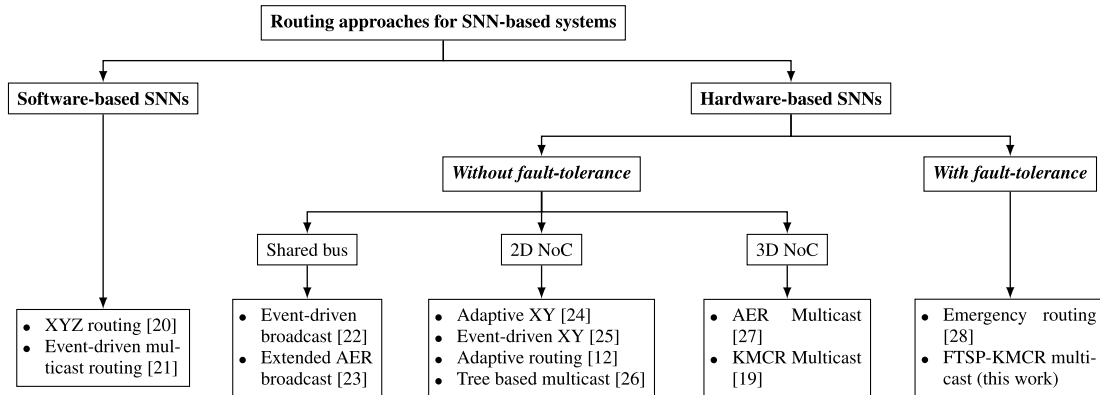 Routing approaches for SNN-based systems
Software-based SNNs
Hardware-based SNNs
Without fault-tolerance
With fault-tolerance
Shared bus
2D NoC
3D NoC
• XYZ routing [20]
• Event-driven mul-
ticast routing [21]
• Event-driven
broadcast [22]
• Extended AER
broadcast [23]
• Adaptive XY [24]
• Event-driven XY [25]
• Adaptive routing [12]
• Tree based multicast [26]
• AER Multicast
[27]
• KMCR Multicast
[19]
• Emergency routing
[28]
• FTSP-KMCR multi-
cast (this work)